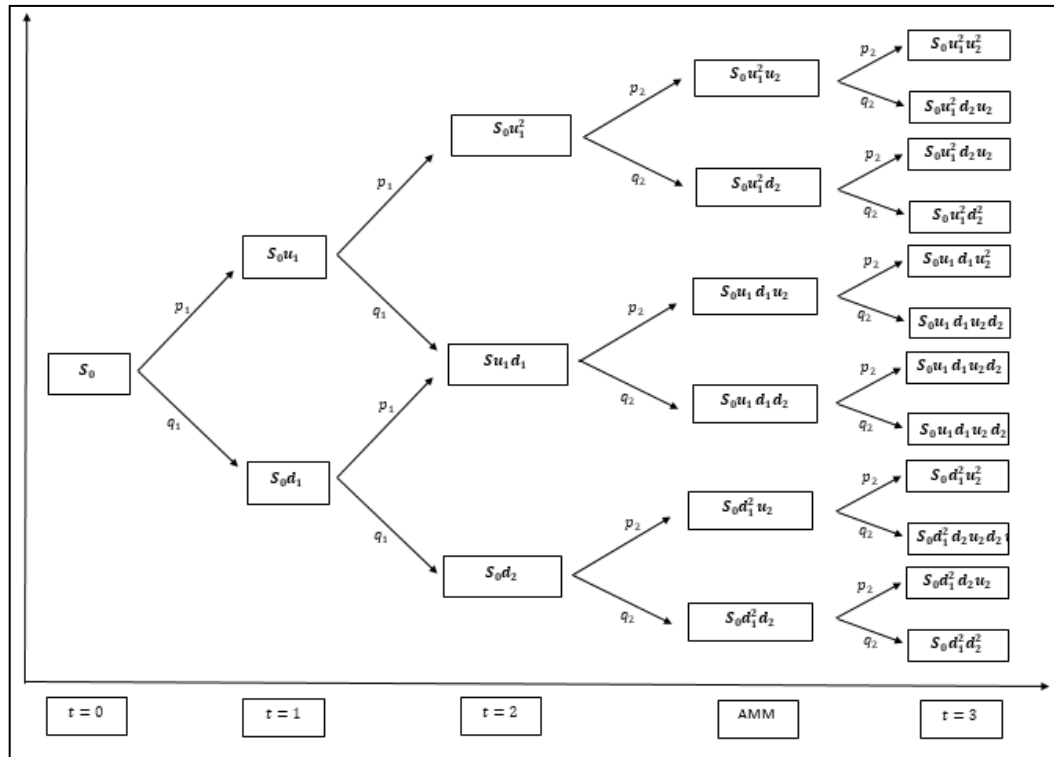 S₀u₁²u₂²
p₂
S₀u₁²u₂
q₂
S₀u₁²d₂u₂
p₂
S₀u₁²
p₂
S₀u₁²d₂u₂
q₂
S₀u₁²d₂
q₂
S₀u₁²d₂²
p₁
S₀u₁
p₂
S₀u₁d₁u₂²
S₀u₁d₁u₂
q₂
S₀u₁d₁u₂d₂
p₁
q₁
p₂
S₀
Su₁d₁
p₂
S₀u₁d₁u₂d₂
q₂
S₀u₁d₁d₂
q₂
S₀u₁d₁u₂d₂
q₁
p₁
S₀d₁
p₂
S₀d₁²u₂²
S₀d₁²u₂
q₂
S₀d₁²d₂u₂d₂
q₁
p₂
S₀d₂
p₂
S₀d₁²d₂u₂
q₂
S₀d₁²d₂
q₂
S₀d₁²d₂²
t = 0
t = 1
t = 2
AMM
t = 3